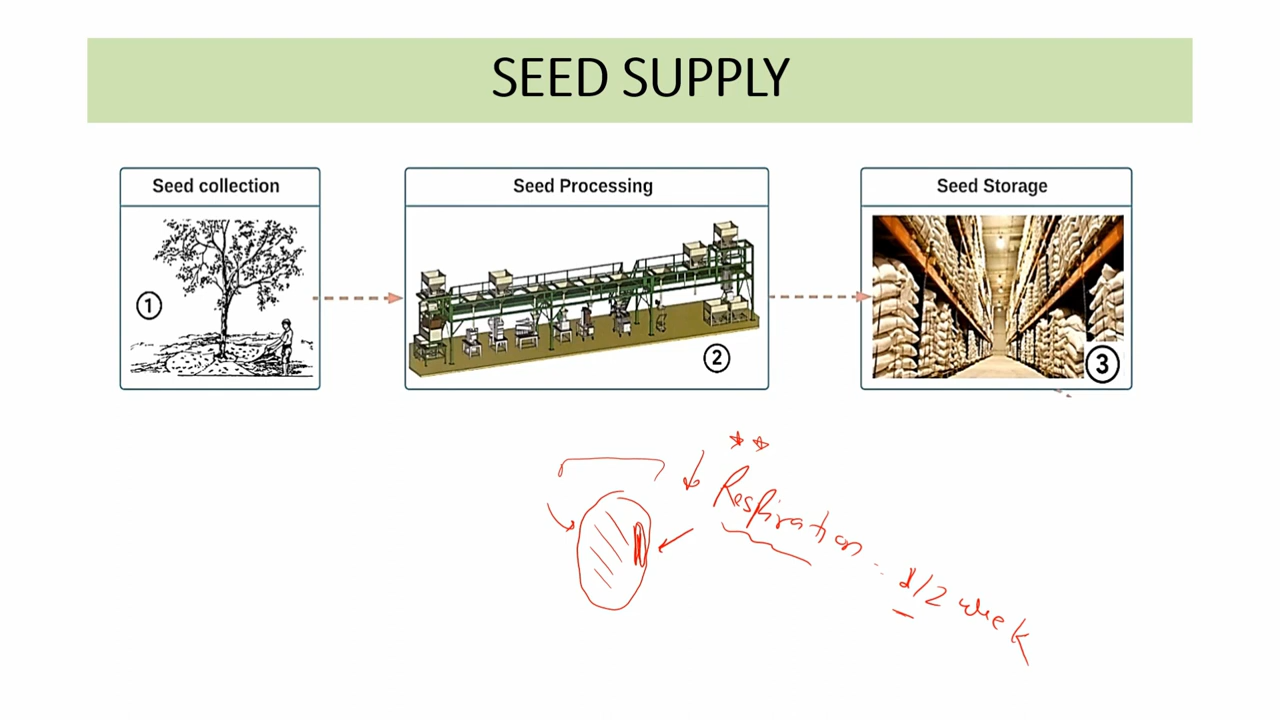 SEED SUPPLY
Seed collection
Seed Processing
Seed Storage
1
2
3
Respiration
1/2 week